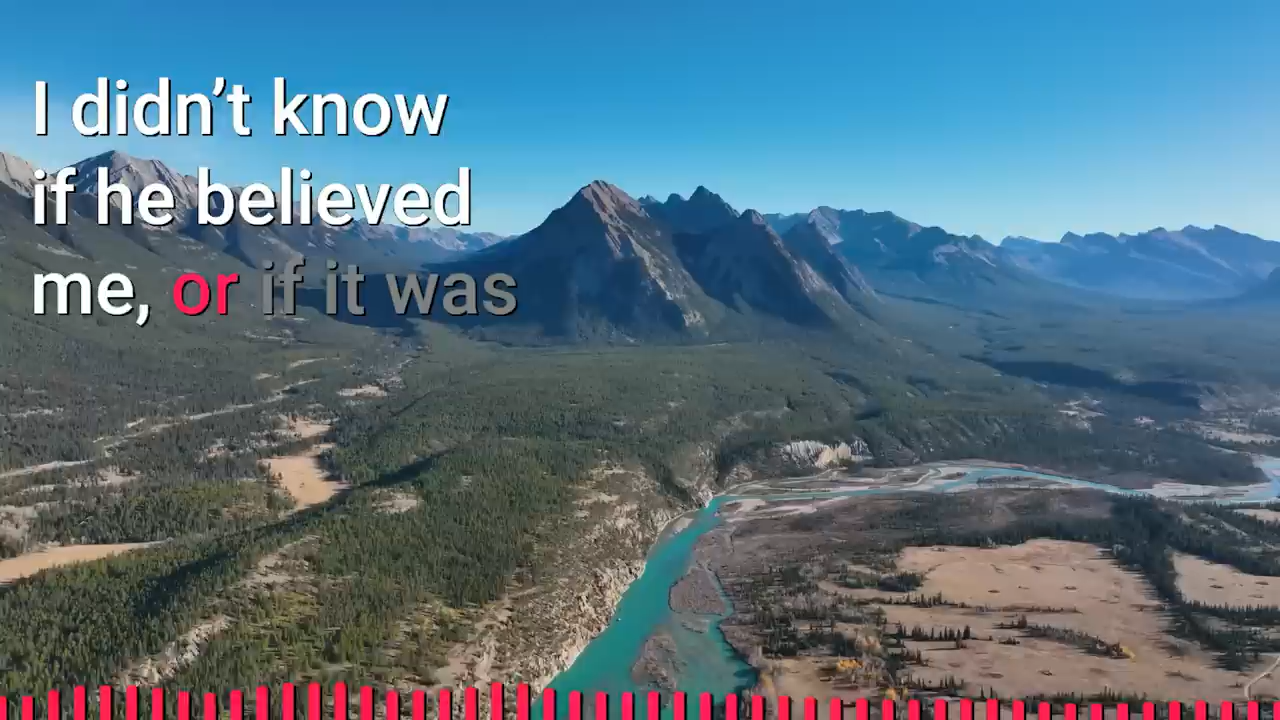 I didn’t know
if he believed
me, or if it was